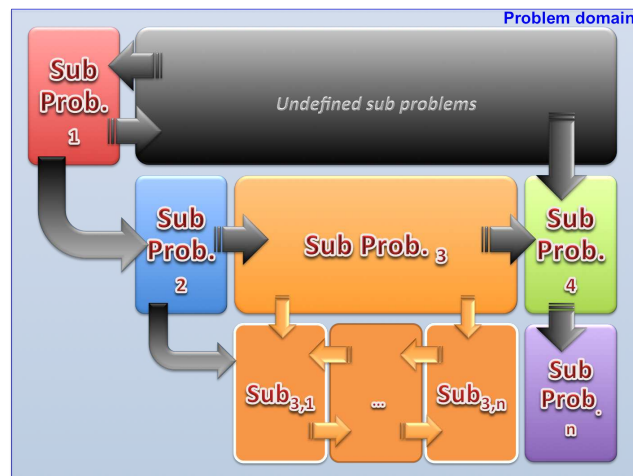 Problem domain
Sub
Prob.
1
Undefined sub problems
Sub
Prob.
2
Sub Prob. 3
Sub
Prob.
4
Sub3,1
...
Sub3,n
Sub
Prob.
n